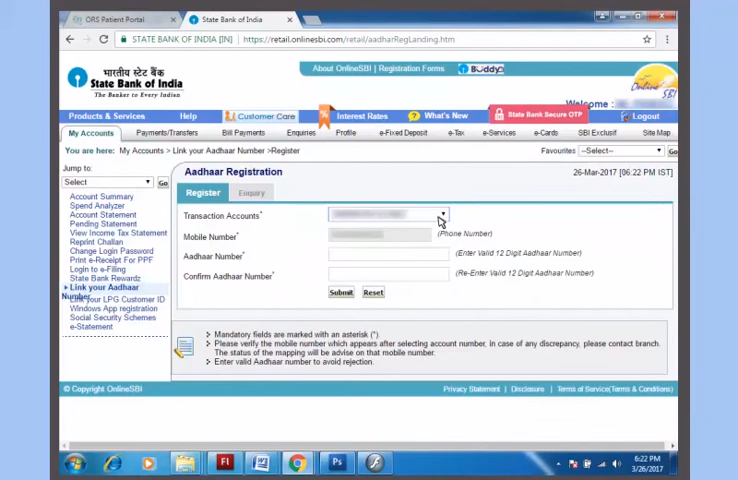 ORS Patient Portal
State Bank of India
STATE BANK OF INDIA [IN] https://retail.onlinesbi.com/retail/aadharRegLanding.htm
भारतीय स्टेट बैंक
State Bank of India
The Banker to Every Indian
About OnlineSBI | Registration Forms
Buddy
Online SBI
Welcome :
Products & Services Help Customer Care Interest Rates What's New State Bank Secure OTP Logout
My Accounts Payments/Transfers Bill Payments Enquiries Profile e-Fixed Deposit e-Tax e-Services e-Cards SBI Exclusif Site Map
You are here: My Accounts > Link your Aadhaar Number >Register
Favourites --Select-- Go
Jump to:
Select Go
Account Summary
Spend Analyzer
Account Statement
Pending Statement
View Income Tax Statement
Reprint Challan
Change Login Password
Print e-Receipt For PPF
Login to e-Filing
State Bank Rewardz
Link your Aadhaar
Number
Link your LPG Customer ID
Windows App registration
Social Security Schemes
e-Statement
Aadhaar Registration
26-Mar-2017 [06:22 PM IST]
Register Enquiry
Transaction Accounts*
Mobile Number* (Phone Number)
Aadhaar Number* (Enter Valid 12 Digit Aadhaar Number)
Confirm Aadhaar Number* (Re-Enter Valid 12 Digit Aadhaar Number)
Submit Reset
Mandatory fields are marked with an asterisk (*).
Please verify the mobile number which appears after selecting account number, in case of any discrepancy, please contact branch.
The status of the mapping will be advise on that mobile number.
Enter valid Aadhaar number to avoid rejection.
© Copyright OnlineSBI
Privacy Statement | Disclosure | Terms of Service(Terms & Conditions)
Fl
W
Ps
6:22 PM
3/26/2017